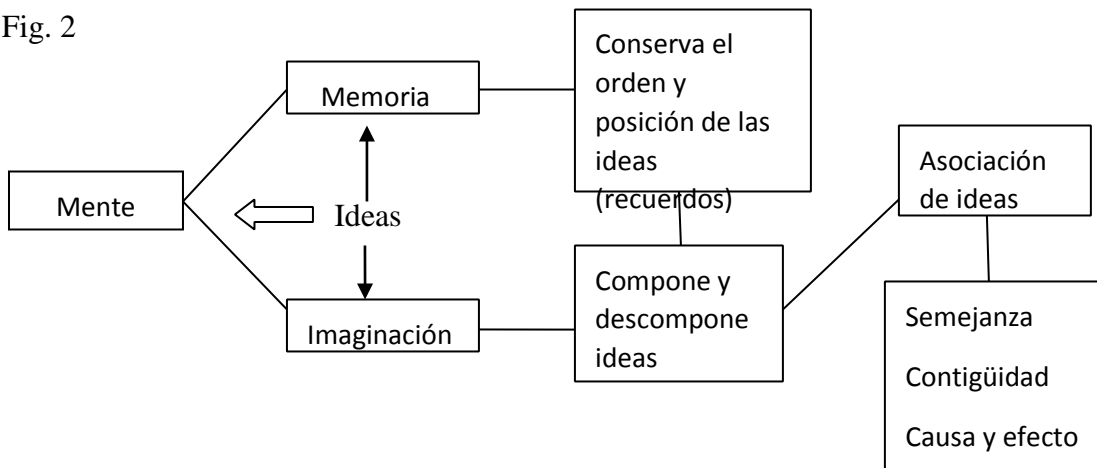 Fig. 2
Mente
Memoria
Ideas
Imaginación
Conserva el
orden y
posición de las
ideas
(recuerdos)
Compone y
descompone
ideas
Asociación
de ideas
Semejanza
Contigüidad
Causa y efecto